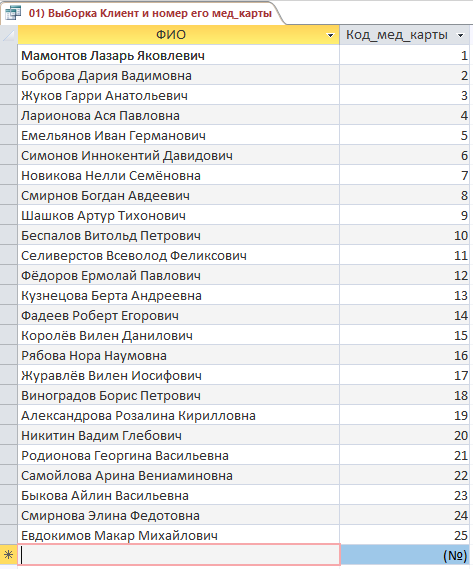 01) Выборка Клиент и номер его мед_карты
ФИО Код_мед_карты
Мамонтов Лазарь Яковлевич 1
Боброва Дария Вадимовна 2
Жуков Гарри Анатольевич 3
Ларионова Ася Павловна 4
Емельянов Иван Германович 5
Симонов Иннокентий Давидович 6
Новикова Нелли Семёновна 7
Смирнов Богдан Авдеевич 8
Шашков Артур Тихонович 9
Беспалов Витольд Петрович 10
Селиверстов Всеволод Феликсович 11
Фёдоров Ермолай Павлович 12
Кузнецова Берта Андреевна 13
Фадеев Роберт Егорович 14
Королёв Вилен Данилович 15
Рябова Нора Наумовна 16
Журавлёв Вилен Иосифович 17
Виноградов Борис Петрович 18
Александрова Розалина Кирилловна 19
Никитин Вадим Глебович 20
Родионова Георгина Васильевна 21
Самойлова Арина Вениаминовна 22
Быкова Айлин Васильевна 23
Смирнова Элина Федотовна 24
Евдокимов Макар Михайлович 25
(№)